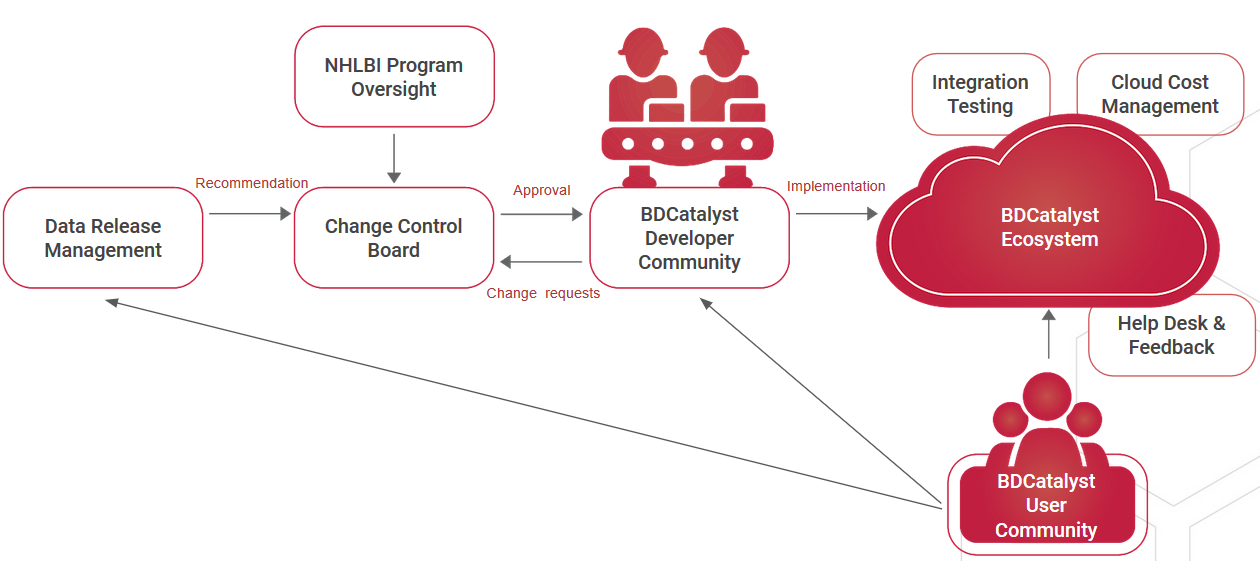 NHLBI Program
Oversight
Integration
Testing
Cloud Cost
Management
Recommendation
Approval
Implementation
Data Release
Management
Change Control
Board
BDCatalyst
Developer
Community
BDCatalyst
Ecosystem
Change requests
Help Desk &
Feedback
BDCatalyst
User
Community